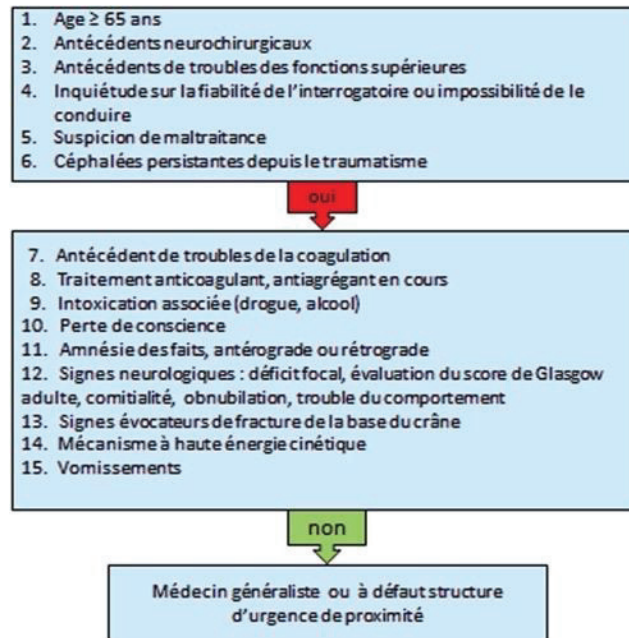 1. Age ≥ 65 ans
2. Antécédents neurochirurgicaux
3. Antécédents de troubles des fonctions supérieures
4. Inquiétude sur la fiabilité de l'interrogatoire ou impossibilité de le
conduire
5. Suspicion de maltraitance
6. Céphalées persistantes depuis le traumatisme
oui
7. Antécédent de troubles de la coagulation
8. Traitement anticoagulant, antiagrégant en cours
9. Intoxication associée (drogue, alcool)
10. Perte de conscience
11. Amnésie des faits, antérograde ou rétrograde
12. Signes neurologiques : déficit focal, évaluation du score de Glasgow
adulte, comitialité, obnubilation, trouble du comportement
13. Signes évocateurs de fracture de la base du crâne
14. Mécanisme à haute énergie cinétique
15. Vomissements
non
Médecin généraliste ou à défaut structure
d'urgence de proximité